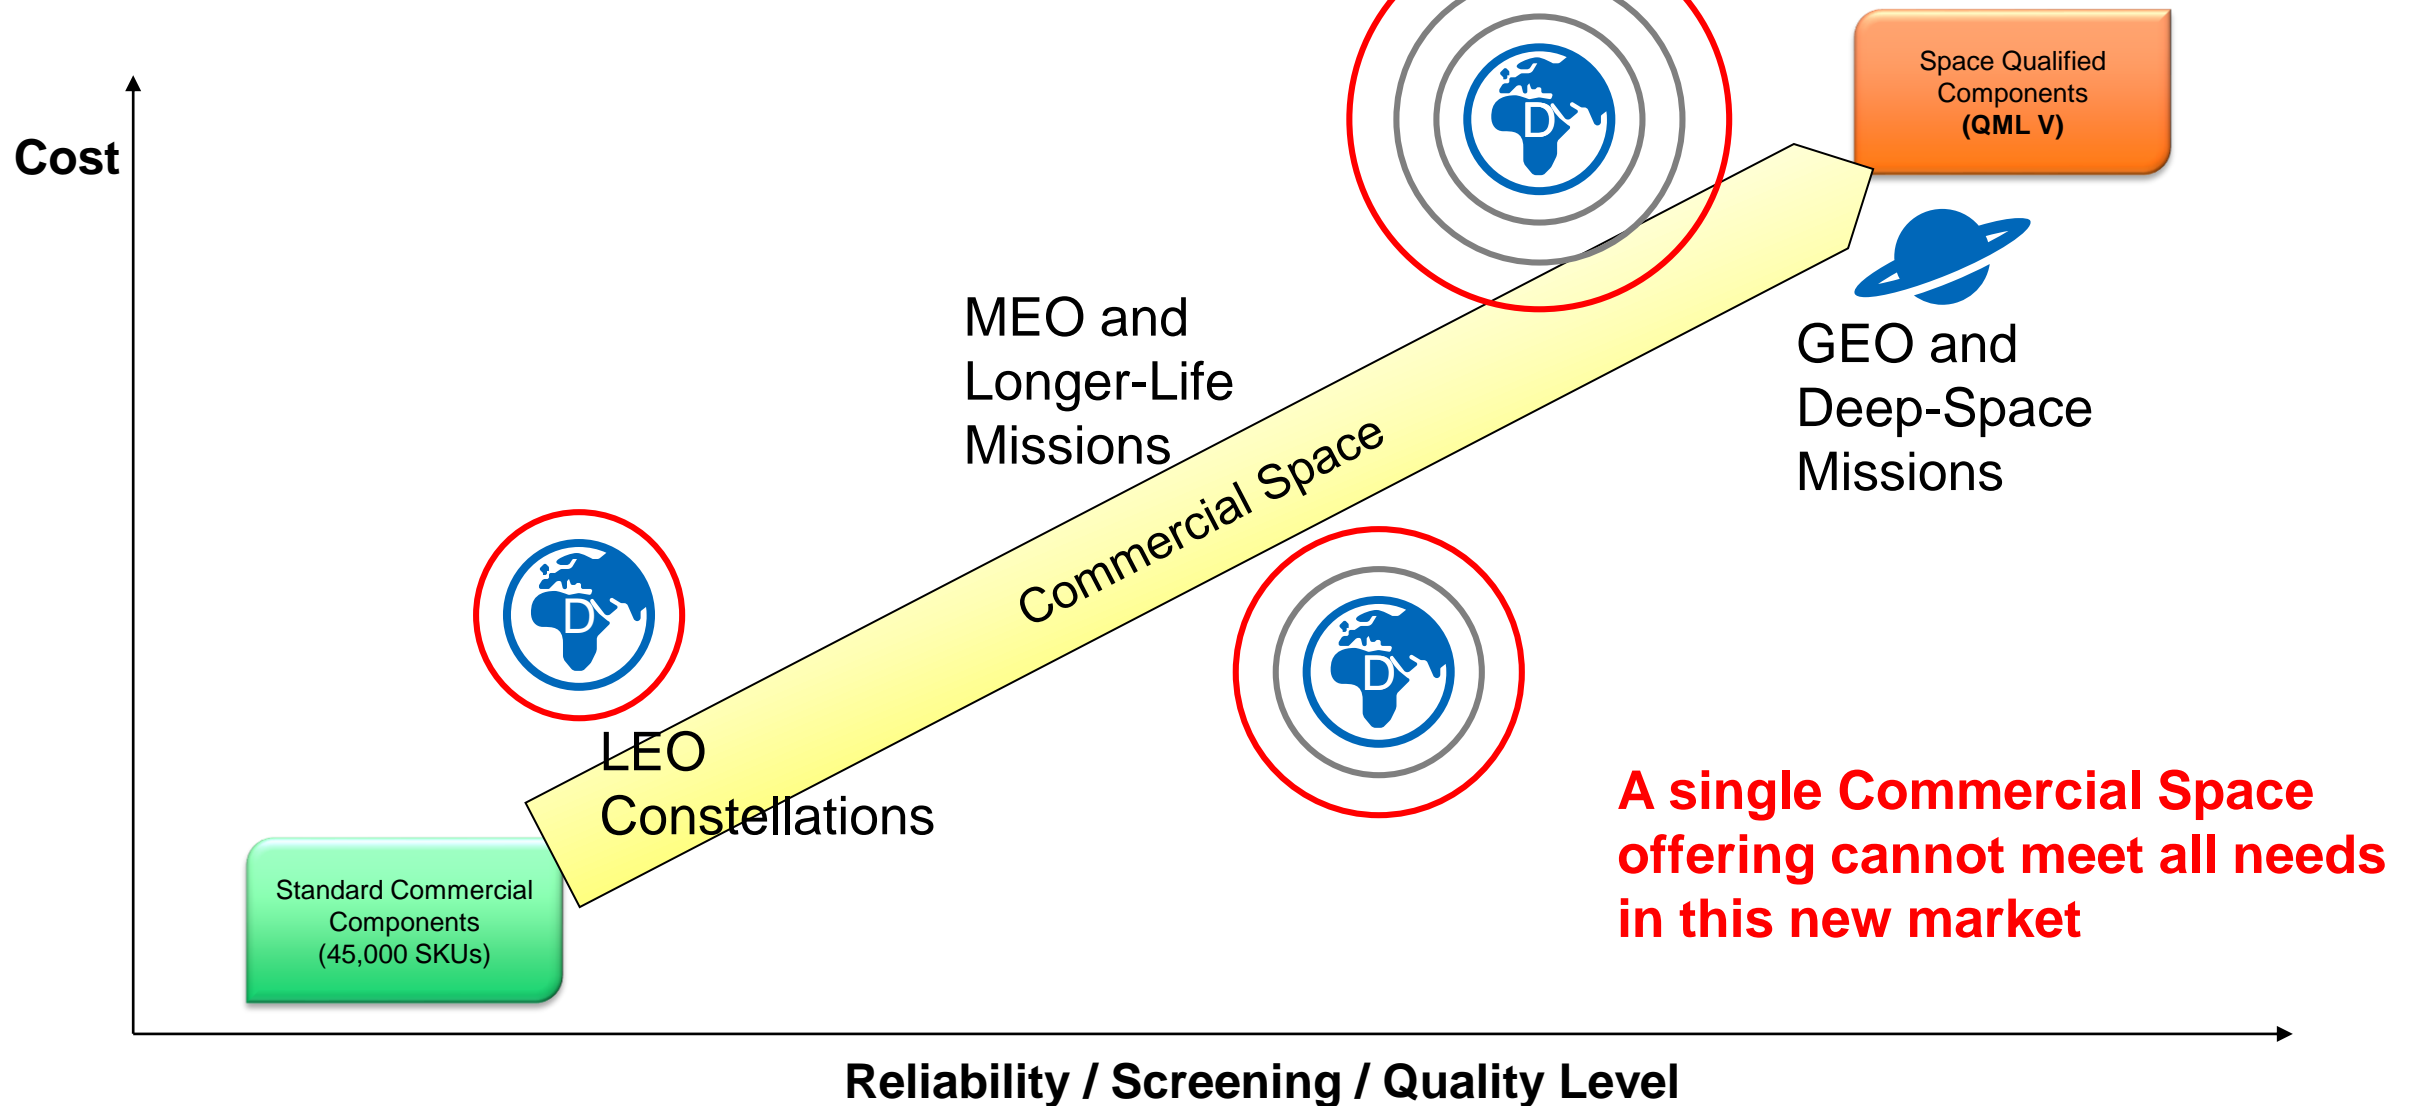 Space Qualified
Components
(QML V)
Cost
D
MEO and
Longer-Life
Missions
GEO and
Deep-Space
Missions
Commercial Space
D
D
LEO
Constellations
A single Commercial Space
offering cannot meet all needs
in this new market
Standard Commercial
Components
(45,000 SKUs)
Reliability / Screening / Quality Level